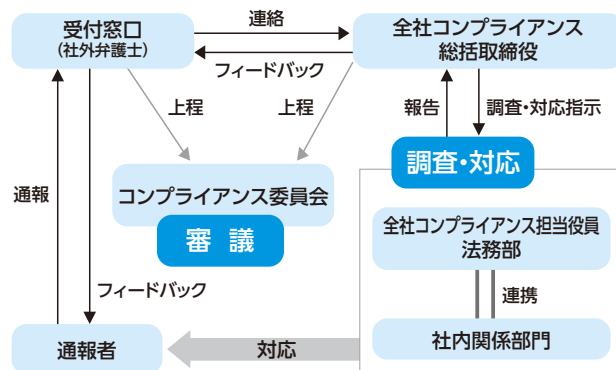 受付窓口
(社外弁護士)
連絡
フィードバック
全社コンプライアンス
総括取締役
上程
上程
報告
調査・対応指示
調査・対応
通報
コンプライアンス委員会
審議
全社コンプライアンス担当役員
法務部
連携
フィードバック
通報者
対応
社内関係部門